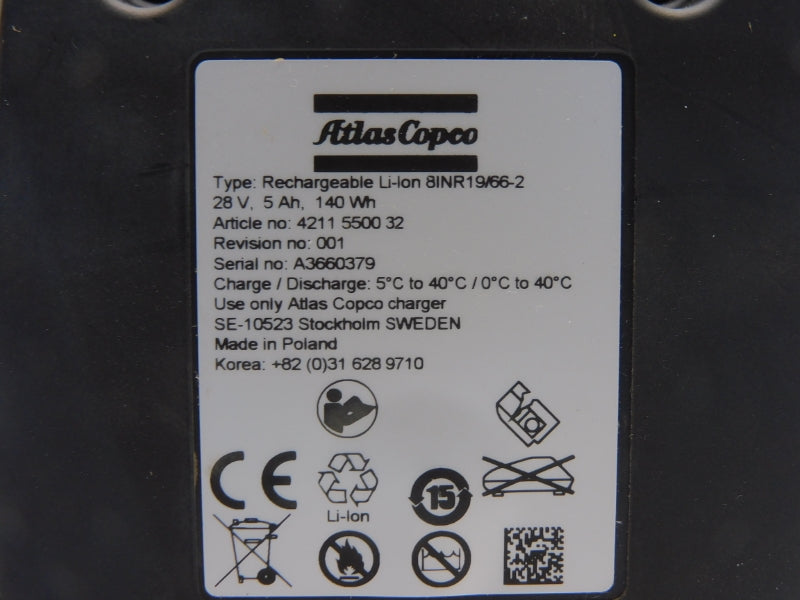 Atlas Copco
Type: Rechargeable Li-Ion 8INR19/66-2
28 V, 5 Ah, 140 Wh
Article no: 4211 5500 32
Revision no: 001
Serial no: A3660379
Charge / Discharge: 5°C to 40°C / 0°C to 40°C
Use only Atlas Copco charger
SE-10523 Stockholm SWEDEN
Made in Poland
Korea: +82 (0)31 628 9710
CE
15
Li-Ion